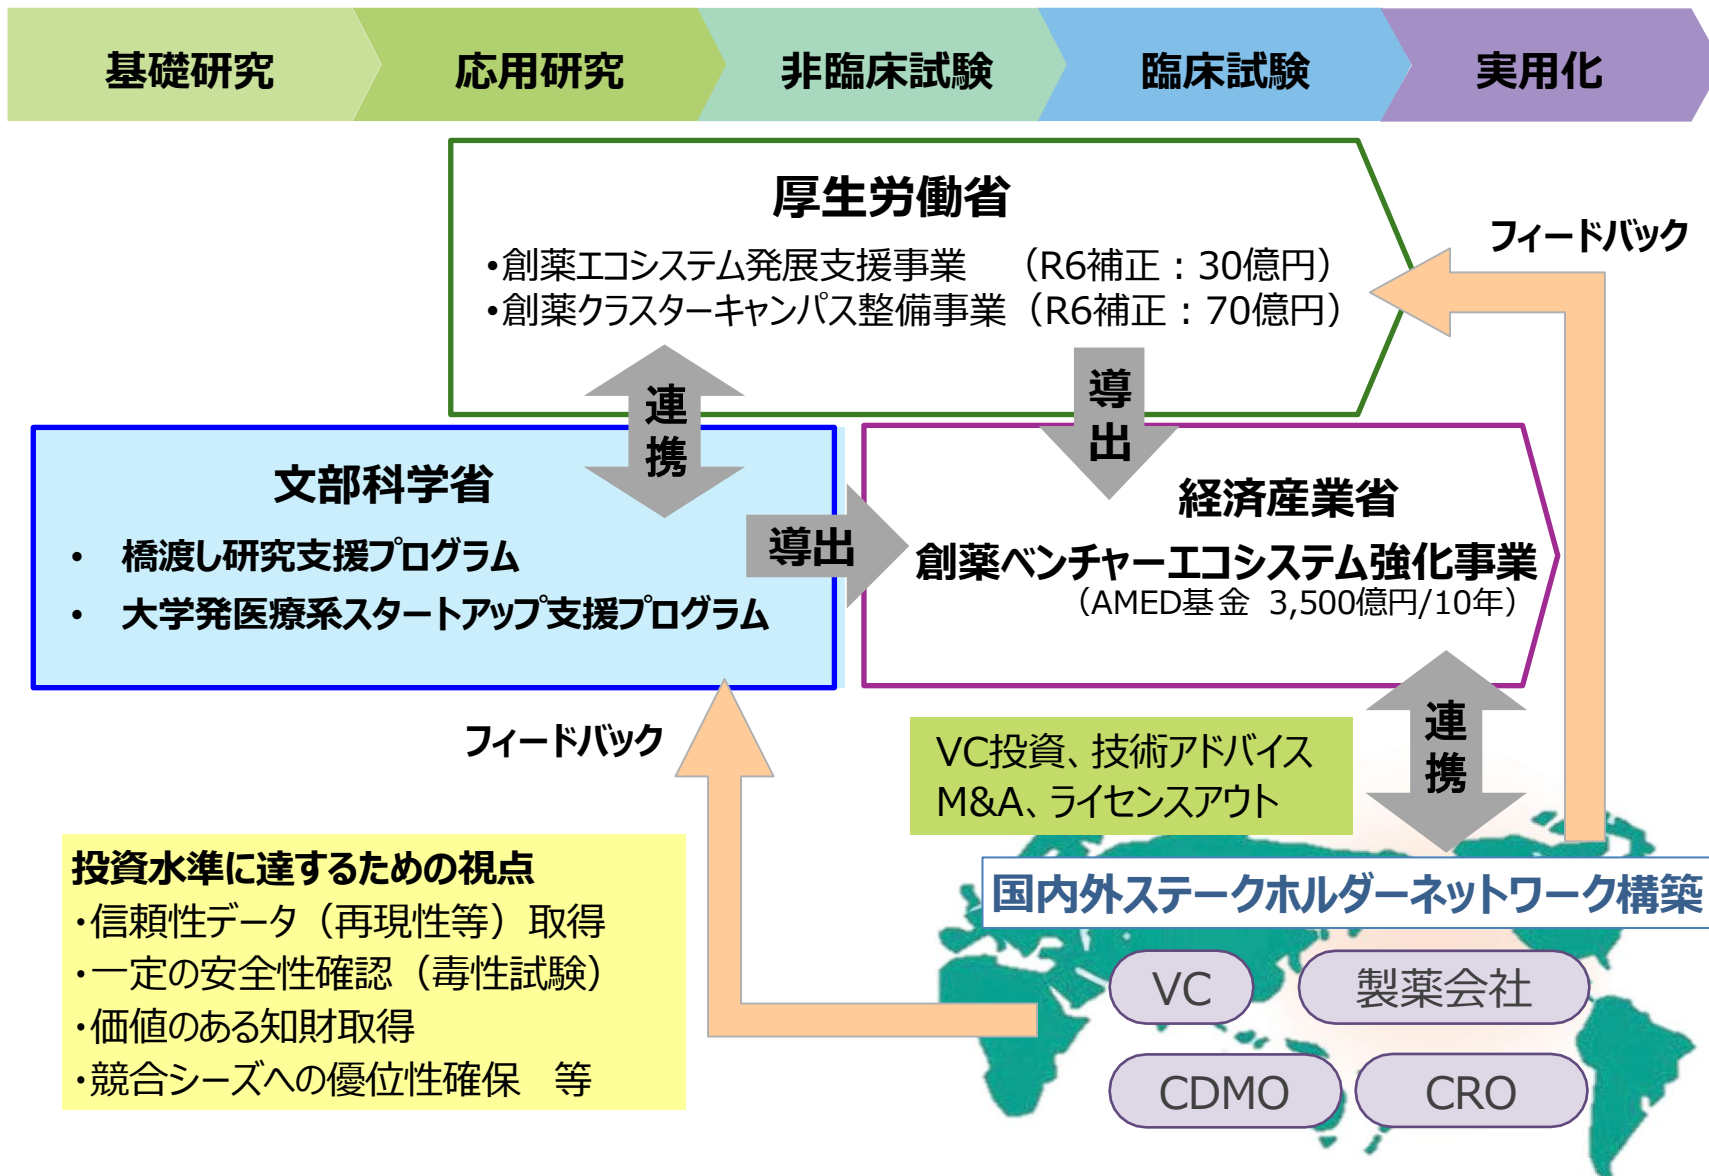 基礎研究
応用研究
非臨床試験
臨床試験
実用化
厚生労働省
•創薬エコシステム発展支援事業　（R6補正：30億円）
•創薬クラスターキャンパス整備事業（R6補正：70億円）
フィードバック
連携
導出
文部科学省
• 橋渡し研究支援プログラム
• 大学発医療系スタートアップ支援プログラム
導出
経済産業省
創薬ベンチャーエコシステム強化事業
（AMED基金 3,500億円/10年）
フィードバック
VC投資、技術アドバイス
M&A、ライセンスアウト
連携
投資水準に達するための視点
・信頼性データ（再現性等）取得
・一定の安全性確認（毒性試験）
・価値のある知財取得
・競合シーズへの優位性確保　等
国内外ステークホルダーネットワーク構築
VC
製薬会社
CDMO
CRO